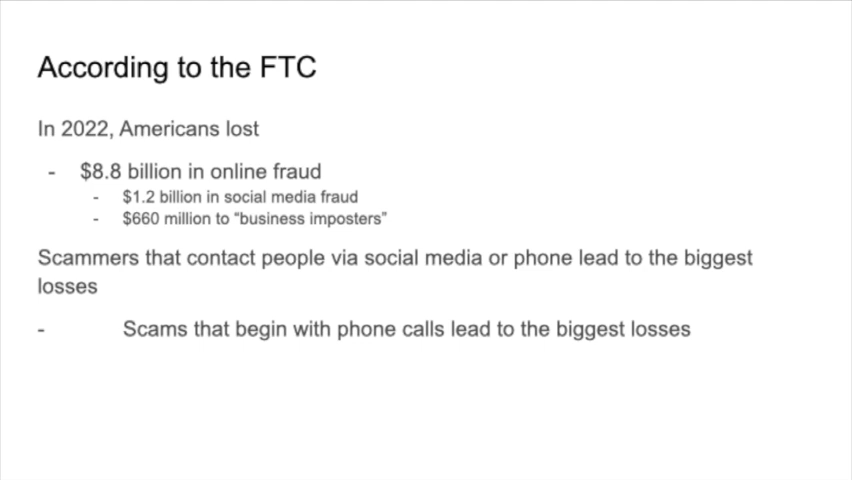 According to the FTC
In 2022, Americans lost
- $8.8 billion in online fraud
- $1.2 billion in social media fraud
- $660 million to “business imposters”
Scammers that contact people via social media or phone lead to the biggest
losses
- Scams that begin with phone calls lead to the biggest losses